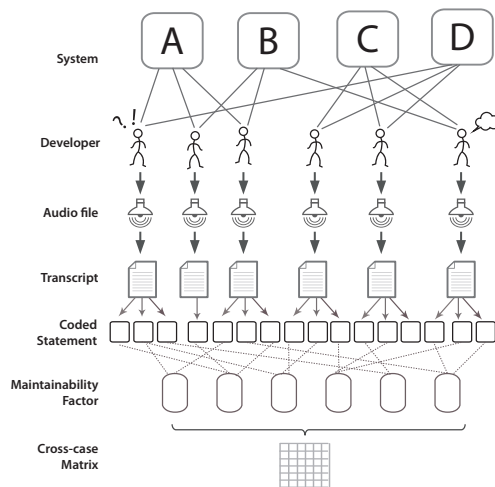 A B C D
System
?. !
Developer
Audio file
Transcript
Coded
Statement
Maintainability
Factor
Cross-case
Matrix